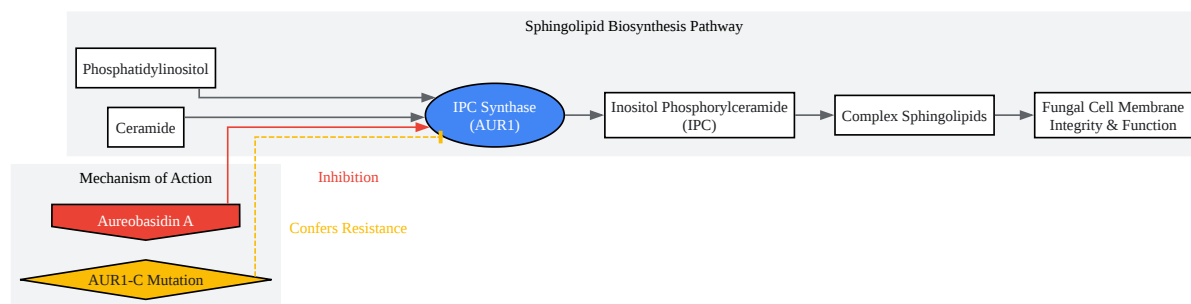 Sphingolipid Biosynthesis Pathway
Phosphatidylinositol
Ceramide
IPC Synthase
(AUR1)
Inositol Phosphorylceramide
(IPC)
Complex Sphingolipids
Fungal Cell Membrane
Integrity & Function
Mechanism of Action
Inhibition
Aureobasidin A
Confers Resistance
AUR1-C Mutation